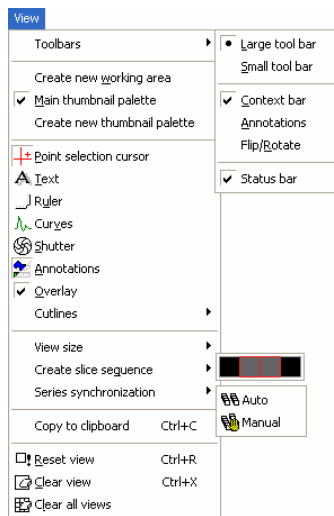 View
Toolbars
Large tool bar
Small tool bar
Context bar
Annotations
Flip/Rotate
Status bar
Create new working area
Main thumbnail palette
Create new thumbnail palette
Point selection cursor
Text
Ruler
Curves
Shutter
Annotations
Overlay
Cutlines
View size
Create slice sequence
Series synchronization
Auto
Manual
Copy to clipboard Ctrl+C
Reset view Ctrl+R
Clear view Ctrl+X
Clear all views